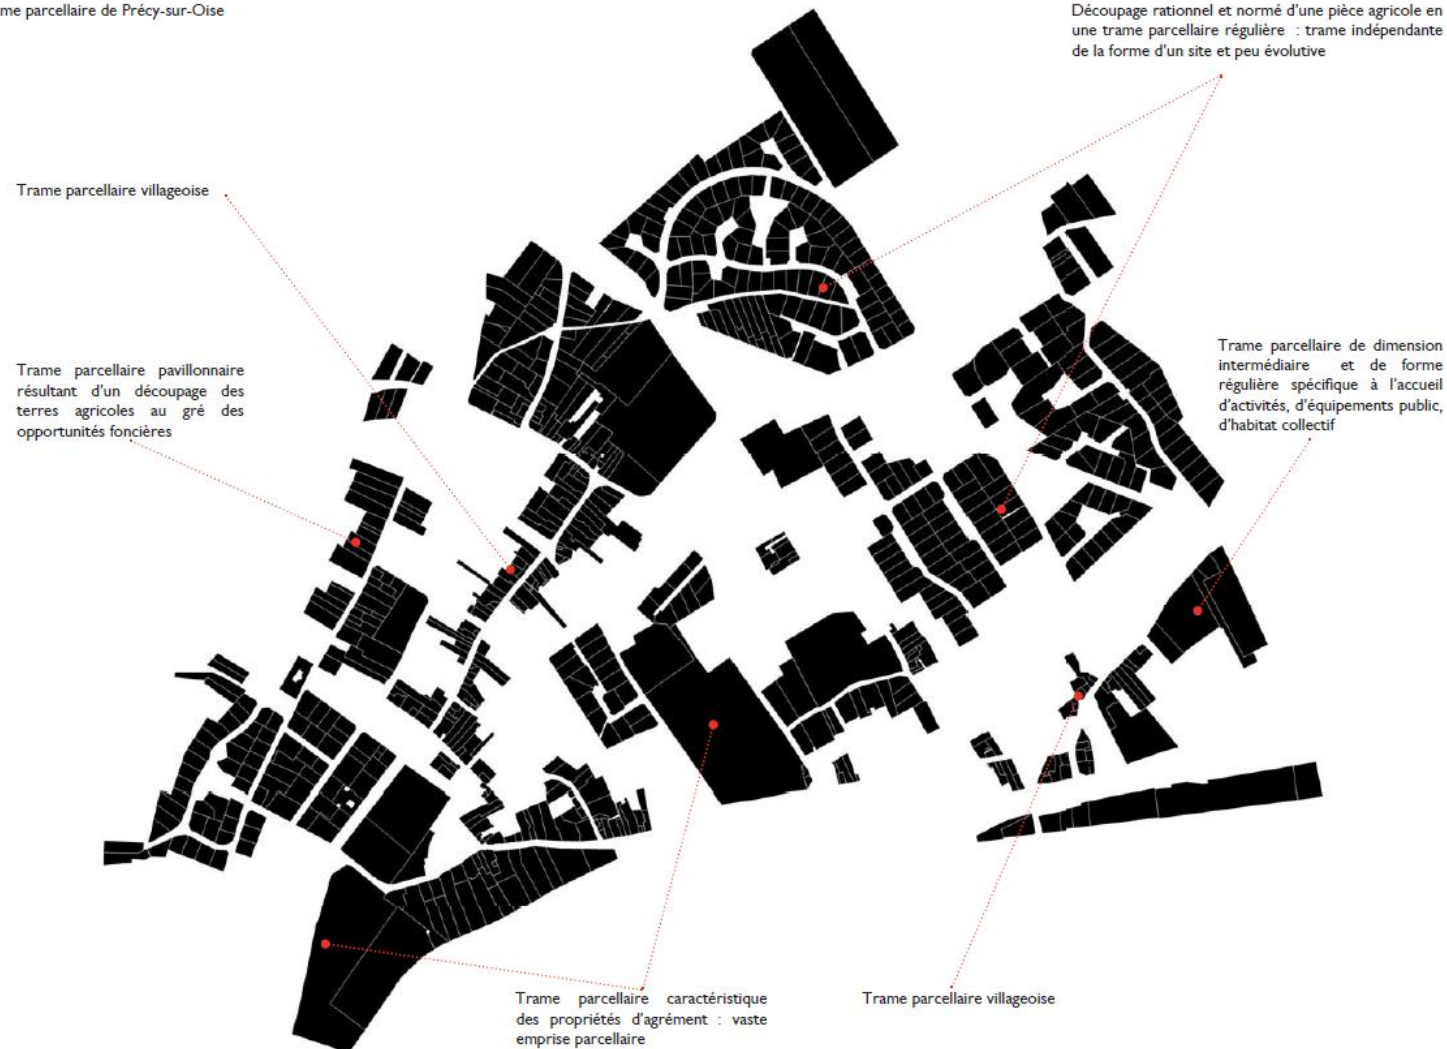 me parcellaire de Précy-sur-Oise
Découpage rationnel et normé d'une pièce agricole en
une trame parcellaire régulière : trame indépendante
de la forme d'un site et peu évolutive
Trame parcellaire villageoise
Trame parcellaire pavillonnaire
résultant d'un découpage des
terres agricoles au gré des
opportunités foncières
Trame parcellaire de dimension
intermédiaire et de forme
régulière spécifique à l'accueil
d'activités, d'équipements public,
d'habitat collectif
Trame parcellaire caractéristique
des propriétés d'agrément : vaste
emprise parcellaire
Trame parcellaire villageoise